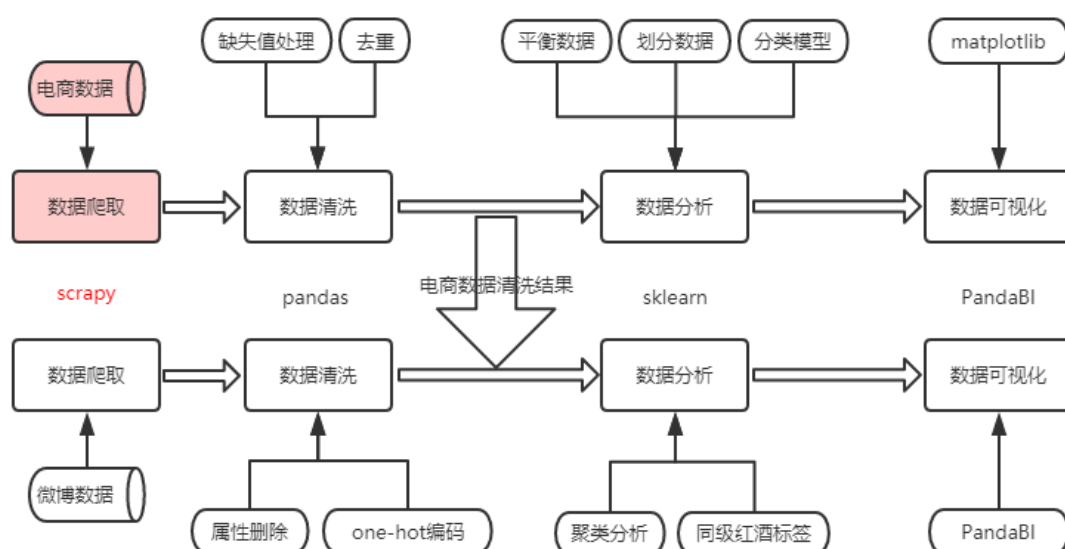 缺失值处理
去重
平衡数据
划分数据
分类模型
matplotlib
电商数据
数据爬取
数据清洗
数据分析
数据可视化
电商数据清洗结果
scrapy
pandas
sklearn
PandaBI
数据爬取
数据清洗
数据分析
数据可视化
微博数据
属性删除
one-hot编码
聚类分析
同级红酒标签
PandaBI